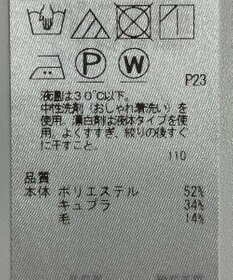 P
W
P23
液温は30℃以下。
中性洗剤(おしゃれ着洗い)を
使用。漂白剤は液体タイプを使
用。よくすすぎ、絞りの後すぐ
に干すこと。
110
品質
本体 ポリエステル 52%
キュプラ 34%
毛 14%